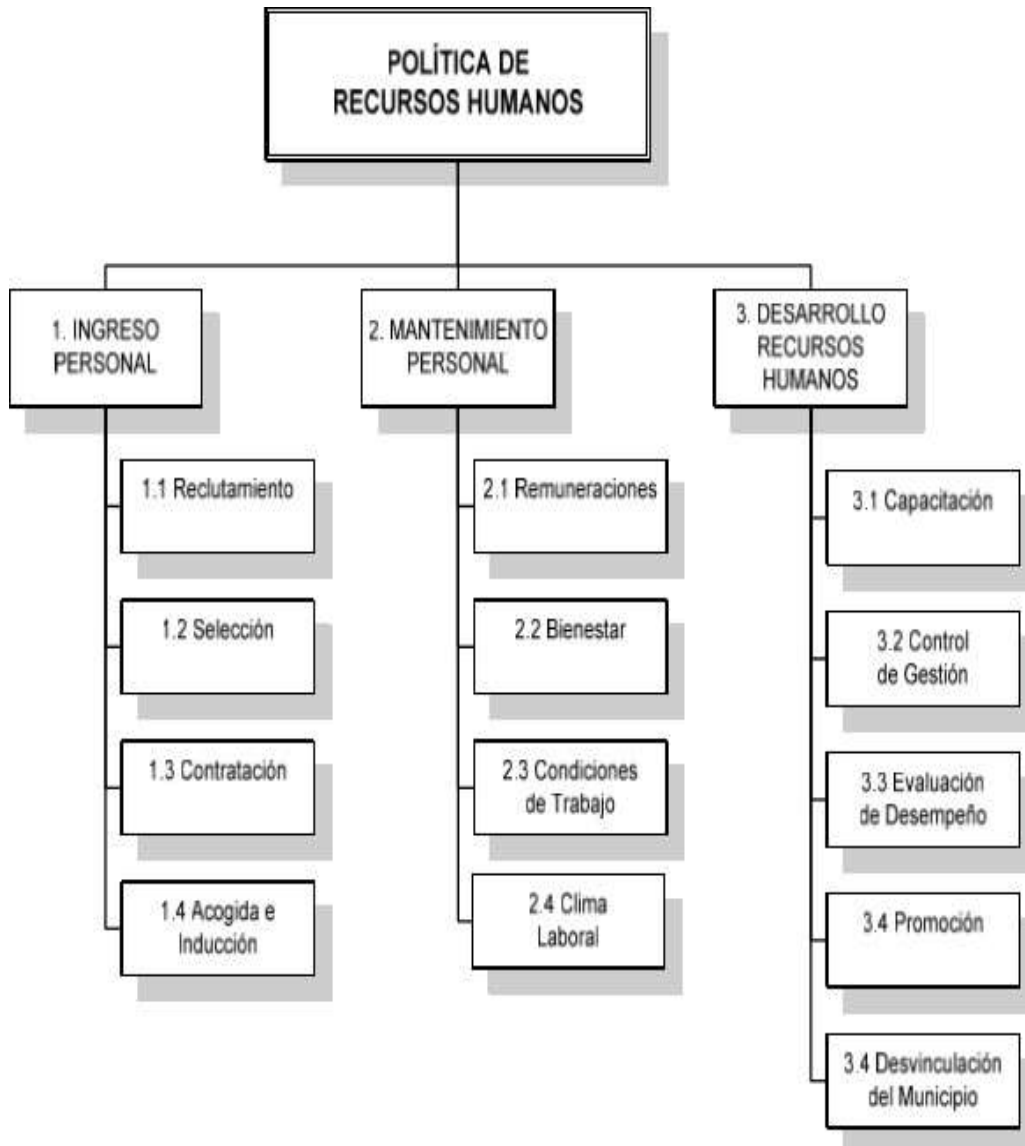 POLÍTICA DE
RECURSOS HUMANOS
1. INGRESO
PERSONAL
1.1 Reclutamiento
1.2 Selección
1.3 Contratación
1.4 Acogida e
Inducción
2. MANTENIMIENTO
PERSONAL
2.1 Remuneraciones
2.2 Bienestar
2.3 Condiciones
de Trabajo
2.4 Clima
Laboral
3. DESARROLLO
RECURSOS
HUMANOS
3.1 Capacitación
3.2 Control
de Gestión
3.3 Evaluación
de Desempeño
3.4 Promoción
3.4 Desvinculación
del Municipio